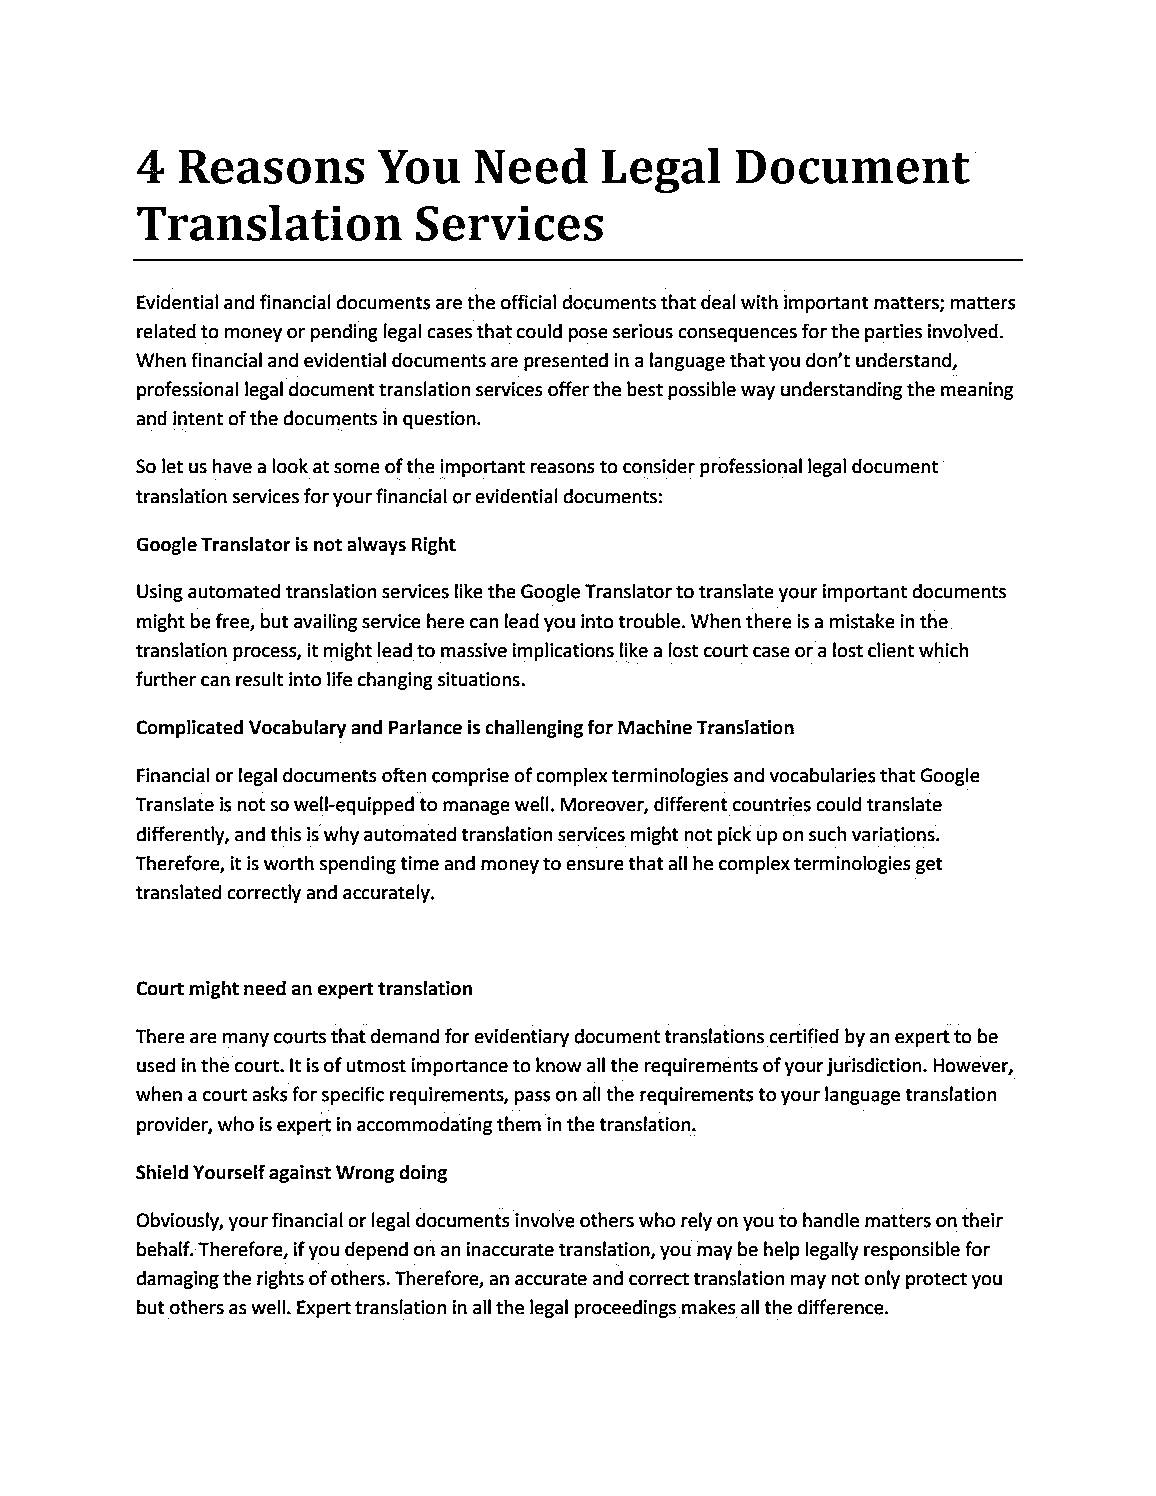 4 Reasons You Need Legal Document
Translation Services
Evidential and financial documents are the official documents that deal with important matters; matters
related to money or pending legal cases that could pose serious consequences for the parties involved.
When financial and evidential documents are presented in a language that you don't understand,
professional legal document translation services offer the best possible way understanding the meaning
and intent of the documents in question.
So let us have a look at some of the important reasons to consider professional legal document
translation services for your financial or evidential documents:
Google Translator is not always Right
Using automated translation services like the Google Translator to translate your important documents
might be free, but availing service here can lead you into trouble. When there is a mistake in the
translation process, it might lead to massive implications like a lost court case or a lost client which
further can result into life changing situations.
Complicated Vocabulary and Parlance is challenging for Machine Translation
Financial or legal documents often comprise of complex terminologies and vocabularies that Google
Translate is not so well-equipped to manage well. Moreover, different countries could translate
differently, and this is why automated translation services might not pick up on such variations.
Therefore, it is worth spending time and money to ensure that all he complex terminologies get
translated correctly and accurately.
Court might need an expert translation
There are many courts that demand for evidentiary document translations certified by an expert to be
used in the court. It is of utmost importance to know all the requirements of your jurisdiction. However,
when a court asks for specific requirements, pass on all the requirements to your language translation
provider, who is expert in accommodating them in the translation.
Shield Yourself against Wrong doing
Obviously, your financial or legal documents involve others who rely on you to handle matters on their
behalf. Therefore, if you depend on an inaccurate translation, you may be help legally responsible for
damaging the rights of others. Therefore, an accurate and correct translation may not only protect you
but others as well. Expert translation in all the legal proceedings makes all the difference.